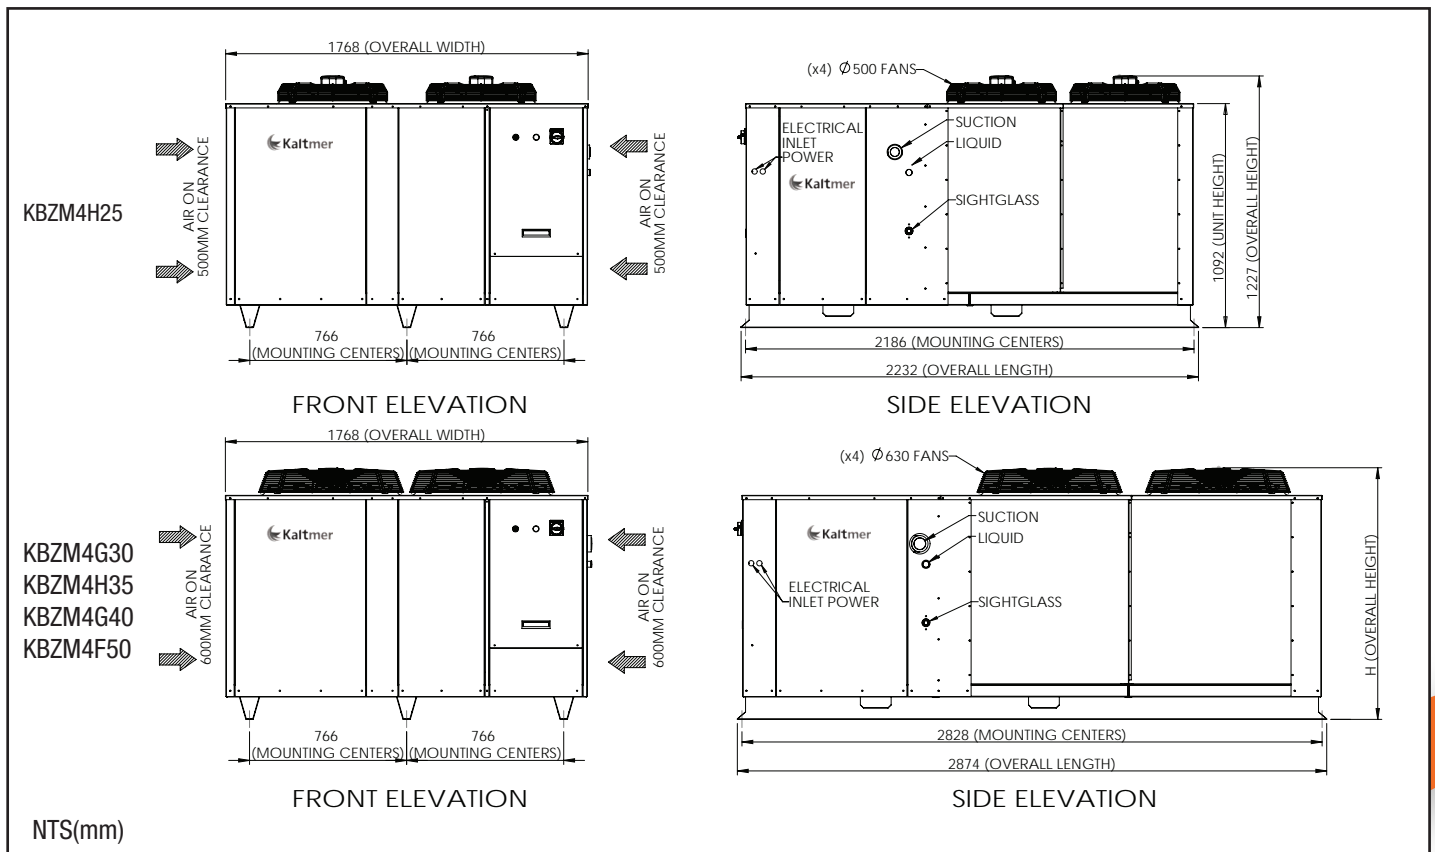 1768 (OVERALL WIDTH)
Kaltmer
AIR ON
500MM CLEARANCE
AIR ON
500MM CLEARANCE
KBZM4H25
766
(MOUNTING CENTERS)
766
(MOUNTING CENTERS)
FRONT ELEVATION
(x4) Ø500 FANS
ELECTRICAL
INLET
POWER
Kaltmer
SUCTION
LIQUID
SIGHTGLASS
1092 (UNIT HEIGHT)
1227 (OVERALL HEIGHT)
2186 (MOUNTING CENTERS)
2232 (OVERALL LENGTH)
SIDE ELEVATION
1768 (OVERALL WIDTH)
Kaltmer
AIR ON
600MM CLEARANCE
AIR ON
600MM CLEARANCE
KBZM4G30
KBZM4H35
KBZM4G40
KBZM4F50
766
(MOUNTING CENTERS)
766
(MOUNTING CENTERS)
FRONT ELEVATION
(x4) Ø630 FANS
Kaltmer
SUCTION
LIQUID
ELECTRICAL
INLET POWER
SIGHTGLASS
H (OVERALL HEIGHT)
2828 (MOUNTING CENTERS)
2874 (OVERALL LENGTH)
SIDE ELEVATION
NTS(mm)